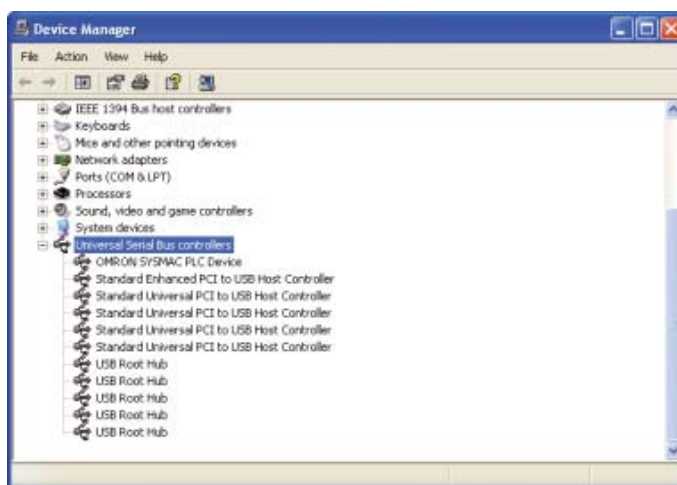 Device Manager
File Action View Help
IEEE 1394 Bus host controllers
Keyboards
Mice and other pointing devices
Network adapters
Ports (COM & LPT)
Processors
Sound, video and game controllers
System devices
Universal Serial Bus controllers
OMRON SYSMAC PLC Device
Standard Enhanced PCI to USB Host Controller
Standard Universal PCI to USB Host Controller
Standard Universal PCI to USB Host Controller
Standard Universal PCI to USB Host Controller
Standard Universal PCI to USB Host Controller
USB Root Hub
USB Root Hub
USB Root Hub
USB Root Hub
USB Root Hub